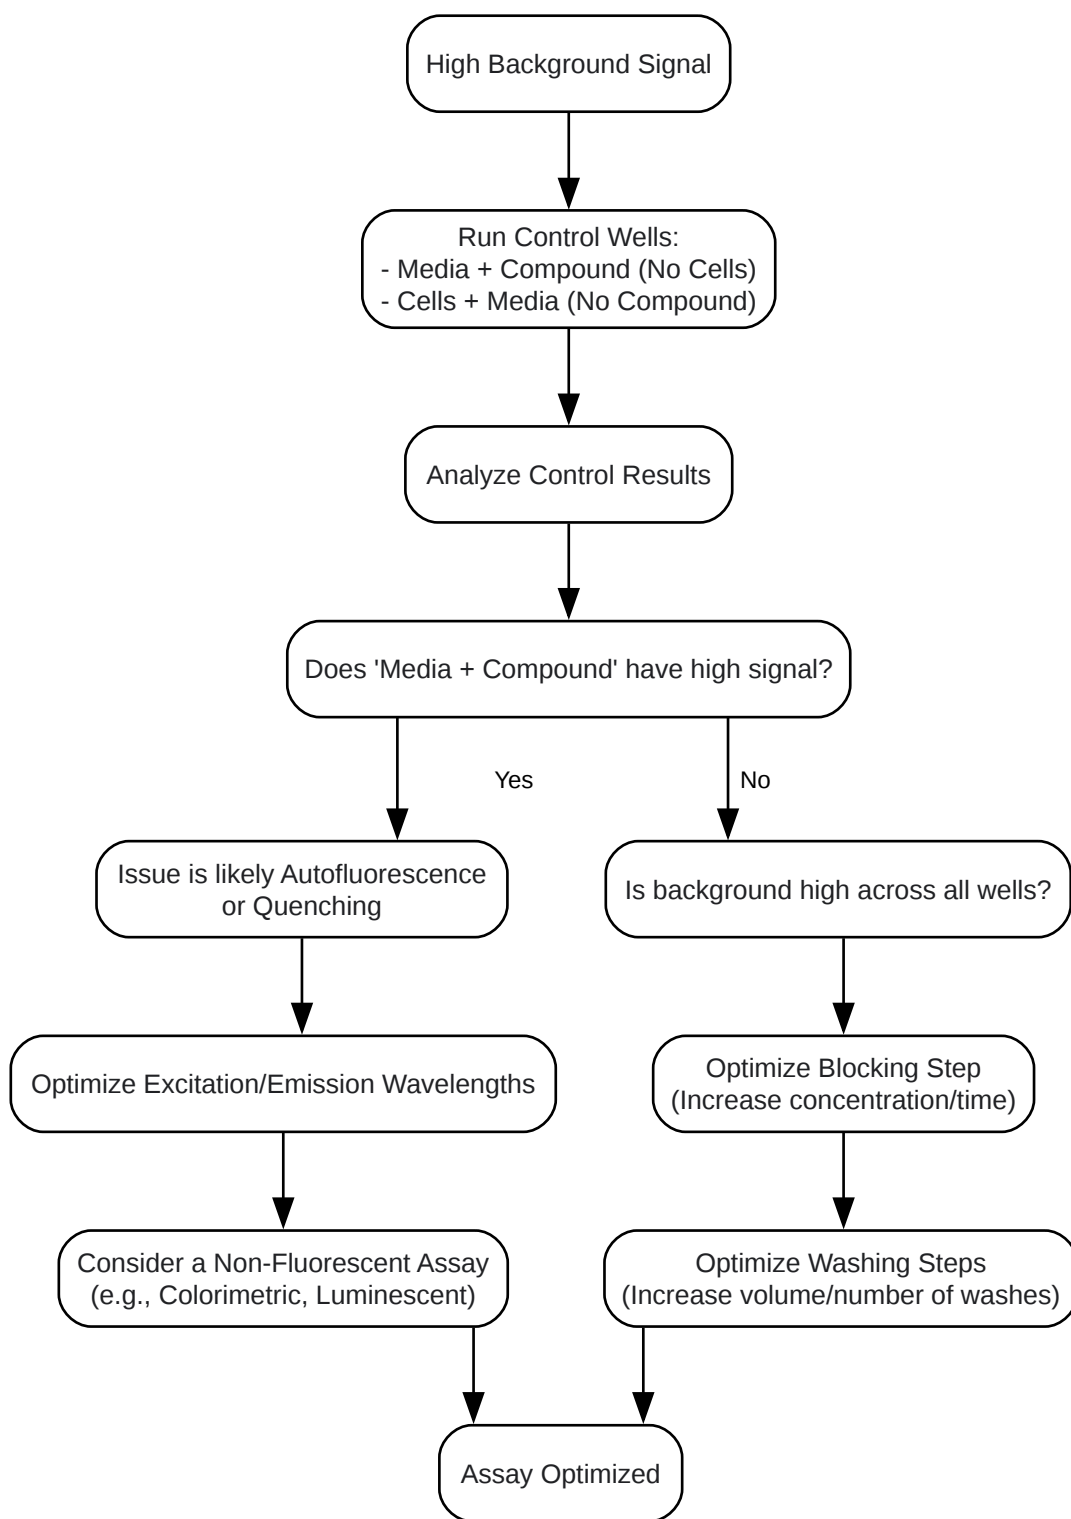 High Background Signal
Run Control Wells:
- Media + Compound (No Cells)
- Cells + Media (No Compound)
Analyze Control Results
Does 'Media + Compound' have high signal?
Yes
No
Issue is likely Autofluorescence
or Quenching
Is background high across all wells?
Optimize Excitation/Emission Wavelengths
Optimize Blocking Step
(Increase concentration/time)
Consider a Non-Fluorescent Assay
(e.g., Colorimetric, Luminescent)
Optimize Washing Steps
(Increase volume/number of washes)
Assay Optimized